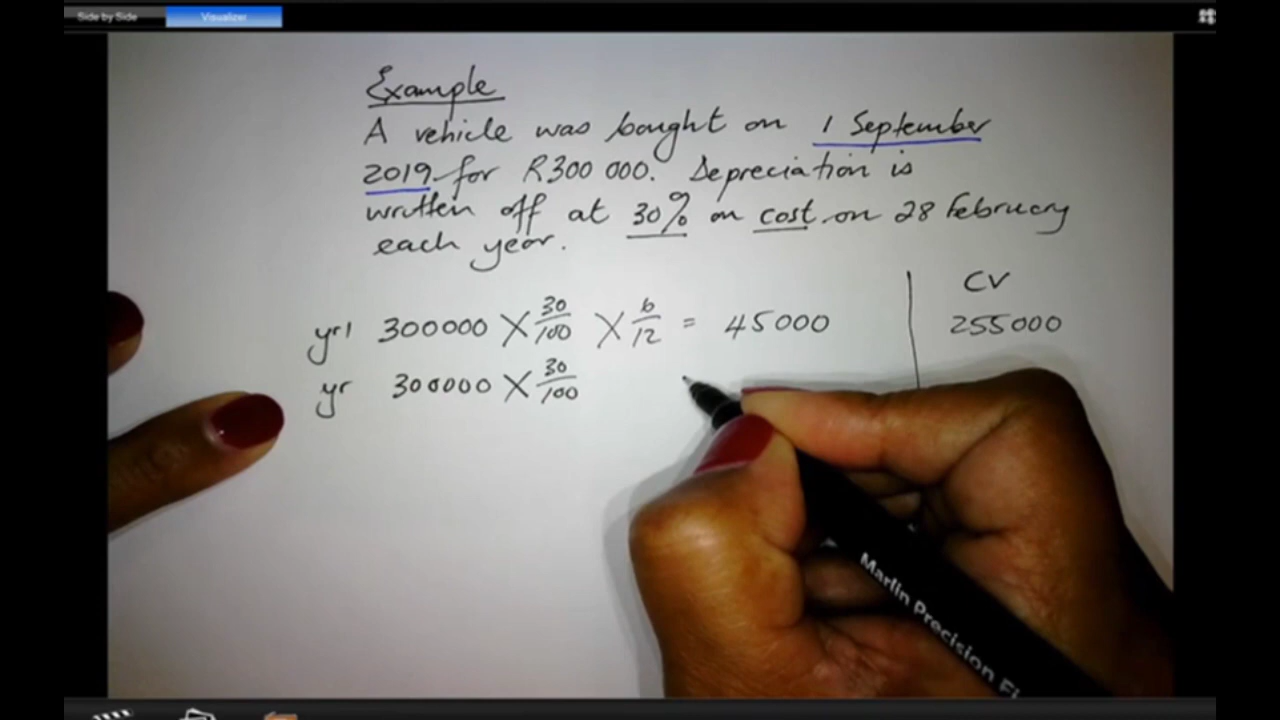 Side by Side
Visualizer
Example
A vehicle was bought on 1 September
2019 for R300 000. Depreciation is
written off at 30% on cost on 28 February
each year.
CV
yr1 300000 X 30/100 X 6/12 = 45000 255000
yr 300000 X 30/100
Marlin Precision Fi